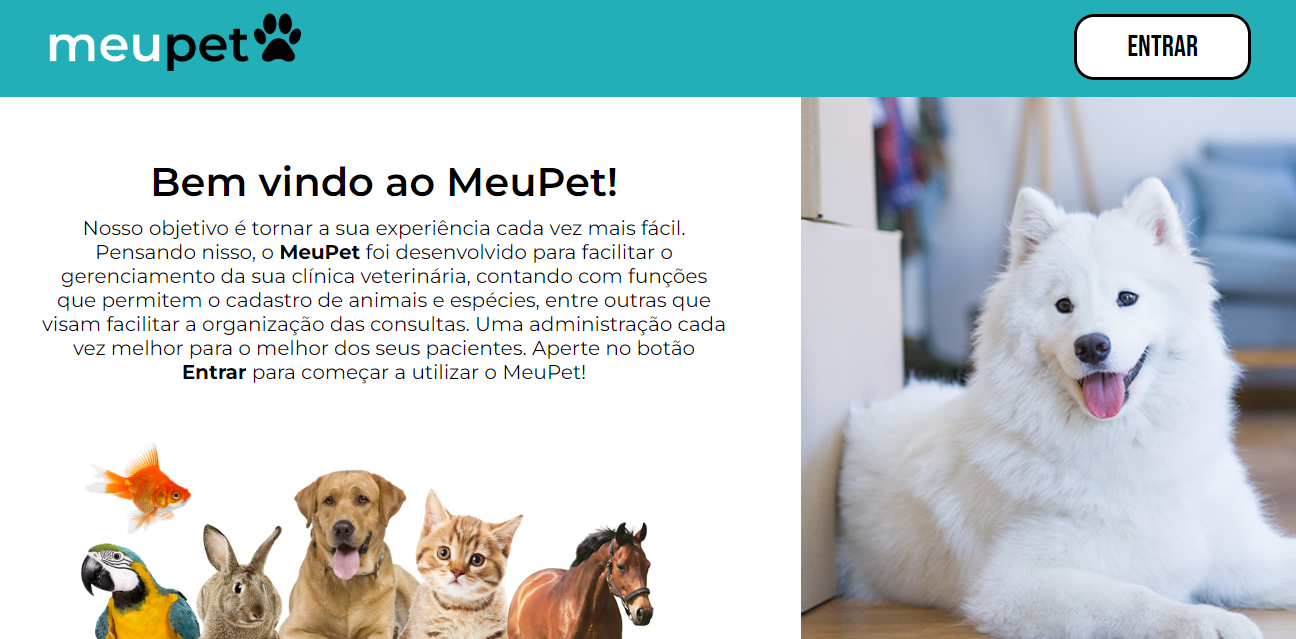 meupet
ENTRAR
Bem vindo ao MeuPet!
Nosso objetivo é tornar a sua experiência cada vez mais fácil.
Pensando nisso, o MeuPet foi desenvolvido para facilitar o
gerenciamento da sua clínica veterinária, contando com funções
que permitem o cadastro de animais e espécies, entre outras que
visam facilitar a organização das consultas. Uma administração cada
vez melhor para o melhor dos seus pacientes. Aperte no botão
Entrar para começar a utilizar o MeuPet!